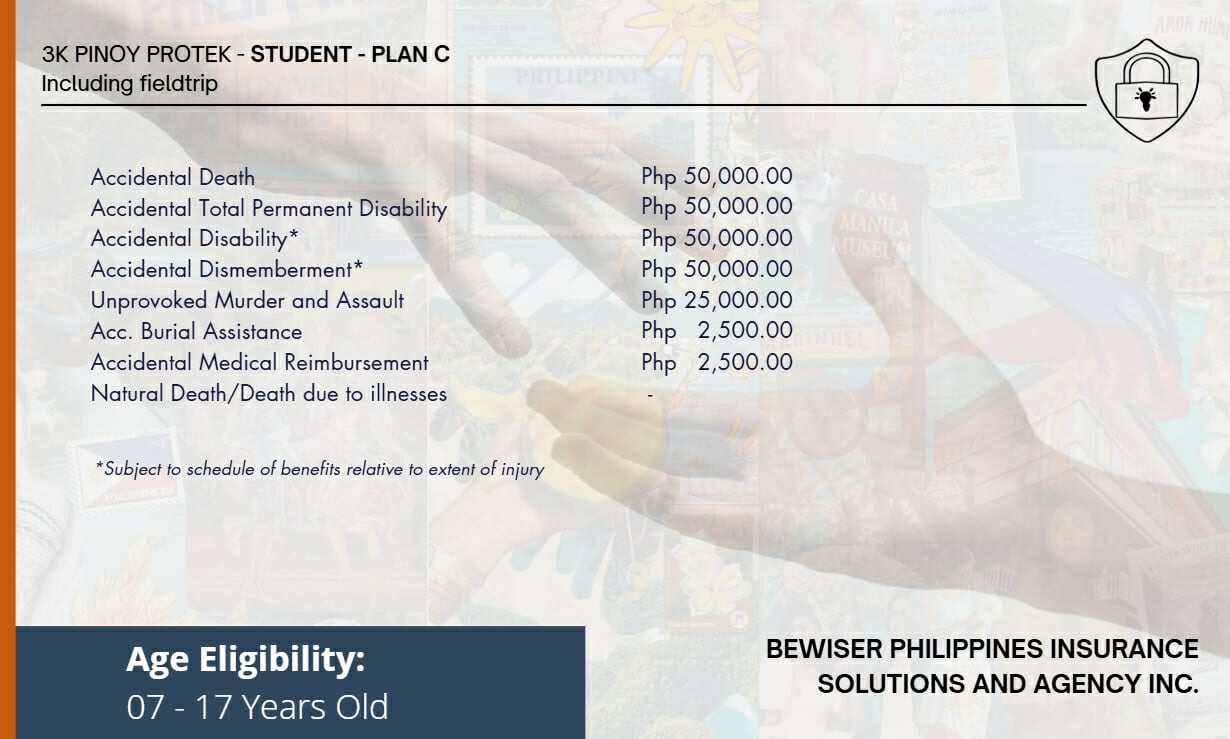 3K PINOY PROTEK - STUDENT - PLAN C
Including fieldtrip
Accidental Death Php 50,000.00
Accidental Total Permanent Disability Php 50,000.00
Accidental Disability* Php 50,000.00
Accidental Dismemberment* Php 50,000.00
Unprovoked Murder and Assault Php 25,000.00
Acc. Burial Assistance Php 2,500.00
Accidental Medical Reimbursement Php 2,500.00
Natural Death/Death due to illnesses -
*Subject to schedule of benefits relative to extent of injury
Age Eligibility:
07 - 17 Years Old
BEWISER PHILIPPINES INSURANCE
SOLUTIONS AND AGENCY INC.
PHILIPPINES
CASA
MANILA
MUSEUM